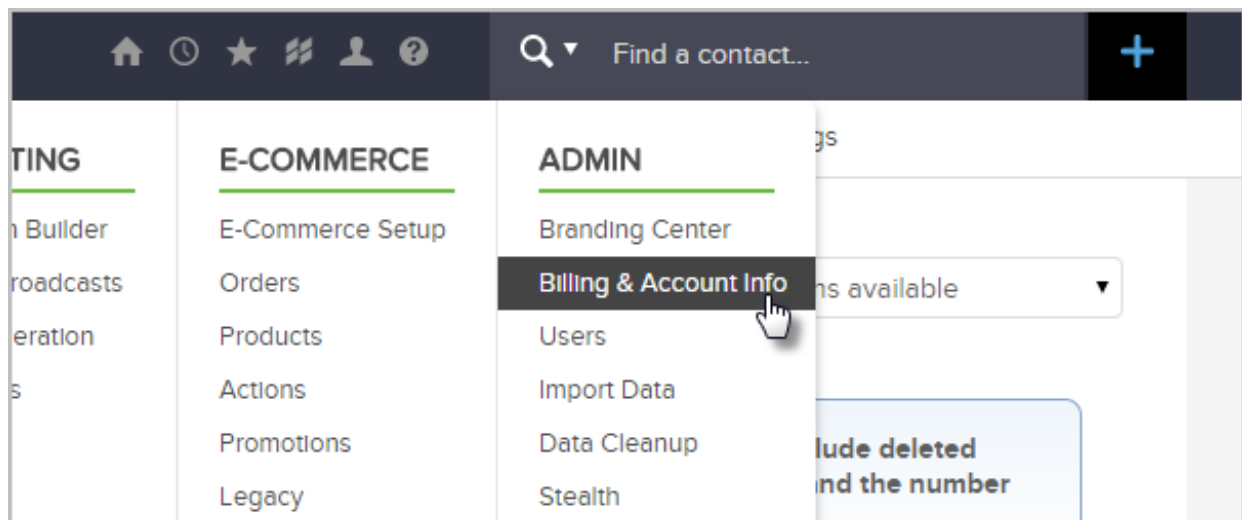 Find a contact...
TING
n Builder
roadcasts
eration
s
E-COMMERCE
E-Commerce Setup
Orders
Products
Actions
Promotions
Legacy
ADMIN
Branding Center
Billing & Account Info
Users
Import Data
Data Cleanup
Stealth
gs
ns available
lude deleted
and the number